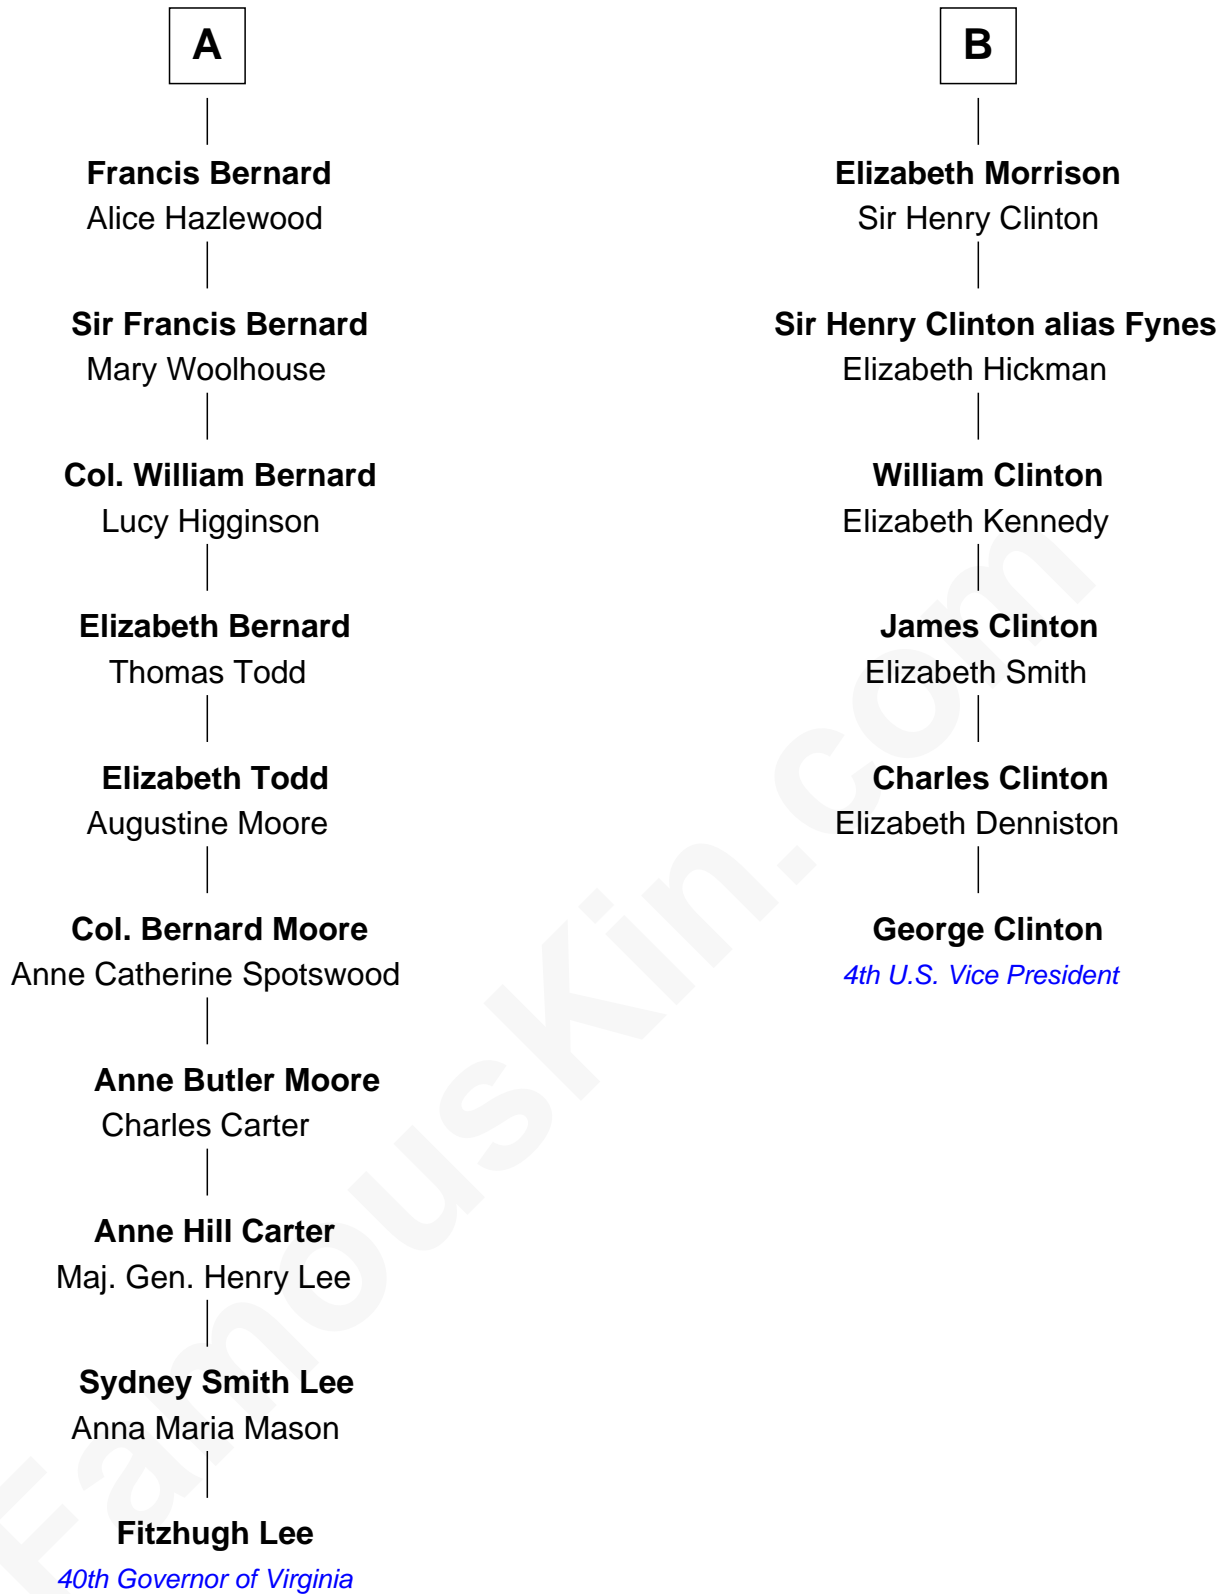 A
Francis Bernard
Alice Hazlewood
Sir Francis Bernard
Mary Woolhouse
Col. William Bernard
Lucy Higginson
Elizabeth Bernard
Thomas Todd
Elizabeth Todd
Augustine Moore
Col. Bernard Moore
Anne Catherine Spotswood
Anne Butler Moore
Charles Carter
Anne Hill Carter
Maj. Gen. Henry Lee
Sydney Smith Lee
Anna Maria Mason
Fitzhugh Lee
40th Governor of Virginia
B
Elizabeth Morrison
Sir Henry Clinton
Sir Henry Clinton alias Fynes
Elizabeth Hickman
William Clinton
Elizabeth Kennedy
James Clinton
Elizabeth Smith
Charles Clinton
Elizabeth Denniston
George Clinton
4th U.S. Vice President
FamousKin.com